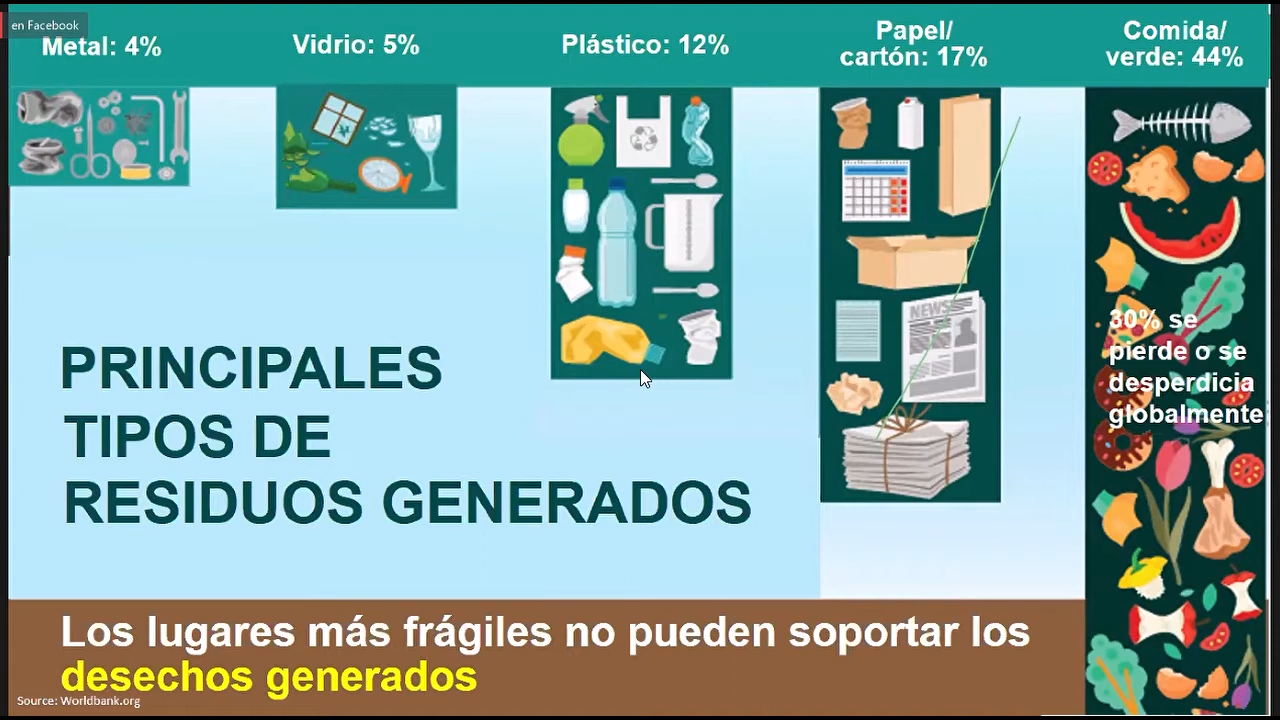 en Facebook
Metal: 4%
Vidrio: 5%
Plástico: 12%
Papel/
cartón: 17%
Comida/
verde: 44%
NEWS
30% se
pierde o se
desperdicia
globalmente
PRINCIPALES
TIPOS DE
RESIDUOS GENERADOS
Los lugares más frágiles no pueden soportar los
desechos generados
Source: Worldbank.org